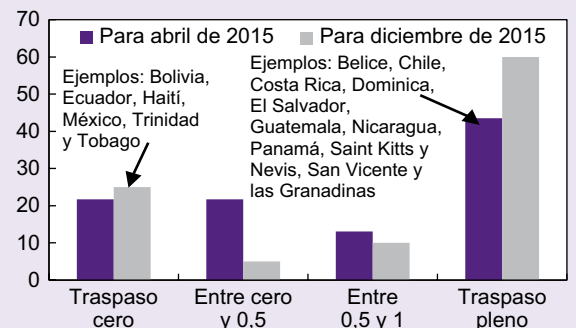 70
60
50
40
30
20
10
0
Para abril de 2015
Para diciembre de 2015
Ejemplos: Bolivia,
Ecuador, Haití,
México, Trinidad
y Tobago
Ejemplos: Belice, Chile,
Costa Rica, Dominica,
El Salvador,
Guatemala, Nicaragua,
Panamá, Saint Kitts y
Nevis, San Vicente y
las Granadinas
Traspaso
cero
Entre cero
y 0,5
Entre
0,5 y 1
Traspaso
pleno